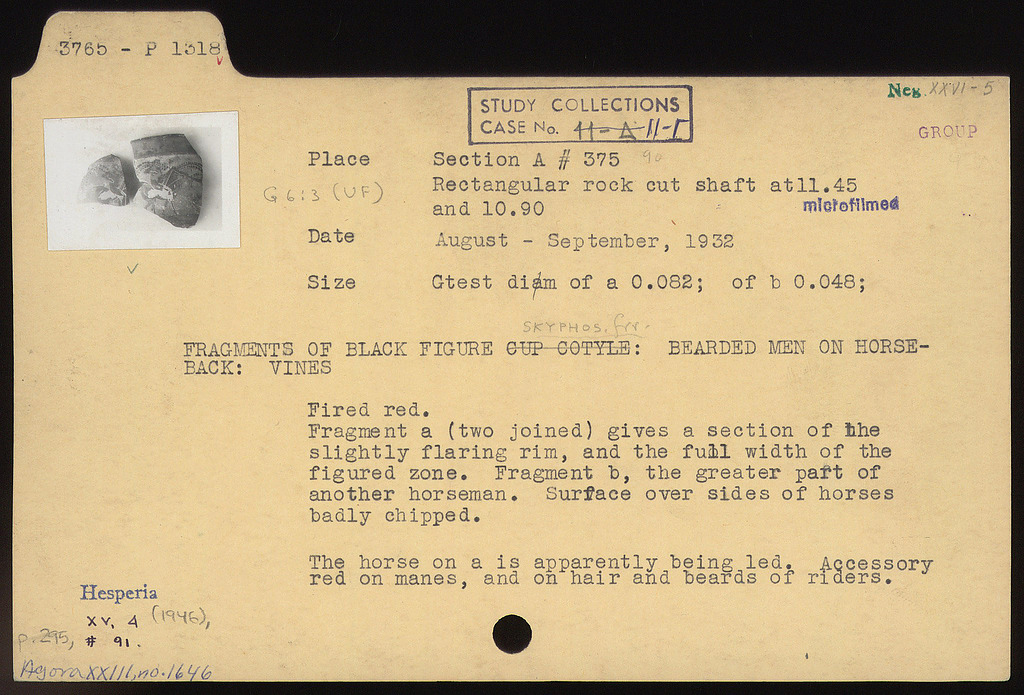 3765 - P 1318
Neg XXVI - 5
STUDY COLLECTIONS
CASE No. 11-A 11-I
GROUP
Place Section A # 375 90
G 6:3 (UF)
Rectangular rock cut shaft at 11.45
and 10.90
microfilmed
Date August - September, 1932
Size Gtest diam of a 0.082; of b 0.048;
SKYPHOS, frr.
FRAGMENTS OF BLACK FIGURE CUP COTYLE: BEARDED MEN ON HORSE-
BACK: VINES
Fired red.
Fragment a (two joined) gives a section of the
slightly flaring rim, and the full width of the
figured zone. Fragment b, the greater part of
another horseman. Surface over sides of horses
badly chipped.
The horse on a is apparently being led. Accessory
red on manes, and on hair and beards of riders.
Hesperia
XV, 4 (1946),
p. 295, # 91.
Agora XXIII, no. 1646